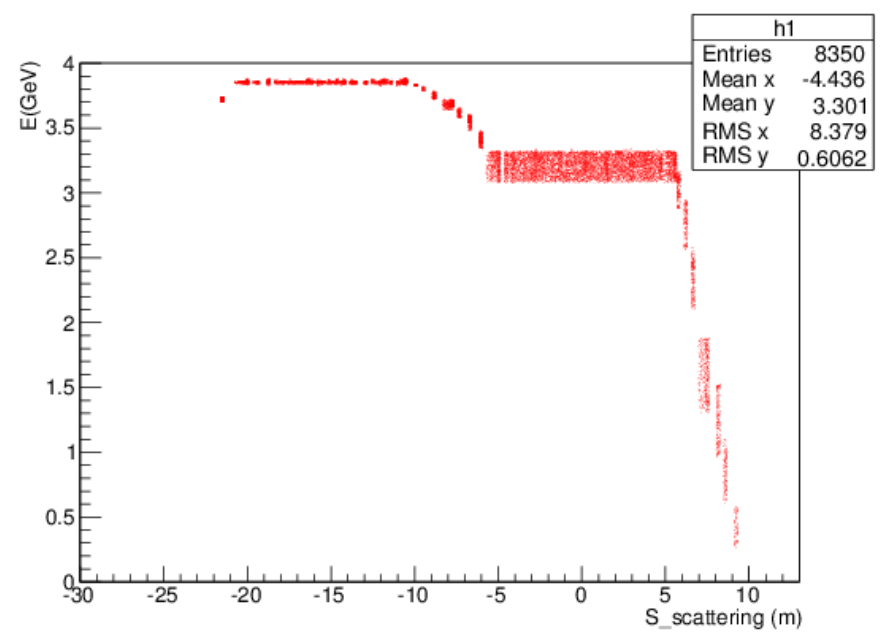 h1
Entries 8350
Mean x -4.436
Mean y 3.301
RMS x 8.379
RMS y 0.6062
E(GeV)
4
3.5
3
2.5
2
1.5
1
0.5
0
-30 -25 -20 -15 -10 -5 0 5 10
S_scattering (m)